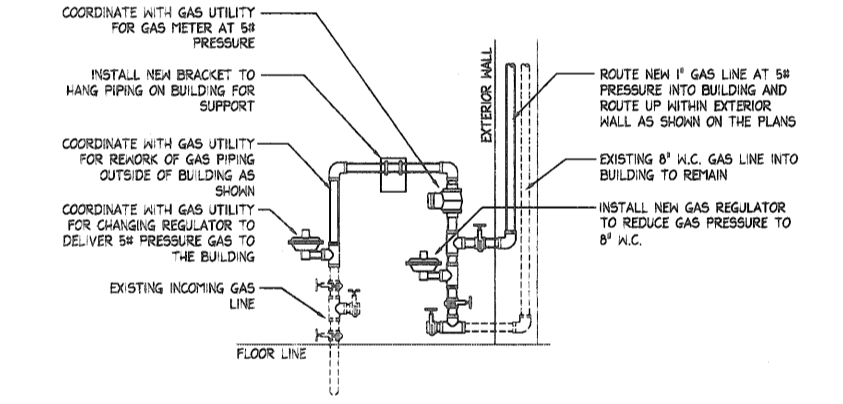 COORDINATE WITH GAS UTILITY
FOR GAS METER AT 5#
PRESSURE
INSTALL NEW BRACKET TO
HANG PIPING ON BUILDING FOR
SUPPORT
COORDINATE WITH GAS UTILITY
FOR REWORK OF GAS PIPING
OUTSIDE OF BUILDING AS
SHOWN
COORDINATE WITH GAS UTILITY
FOR CHANGING REGULATOR TO
DELIVER 5# PRESSURE GAS TO
THE BUILDING
EXISTING INCOMING GAS
LINE
FLOOR LINE
EXTERIOR WALL
ROUTE NEW 1" GAS LINE AT 5#
PRESSURE INTO BUILDING AND
ROUTE UP WITHIN EXTERIOR
WALL AS SHOWN ON THE PLANS
EXISTING 8" W.C. GAS LINE INTO
BUILDING TO REMAIN
INSTALL NEW GAS REGULATOR
TO REDUCE GAS PRESSURE TO
8" W.C.